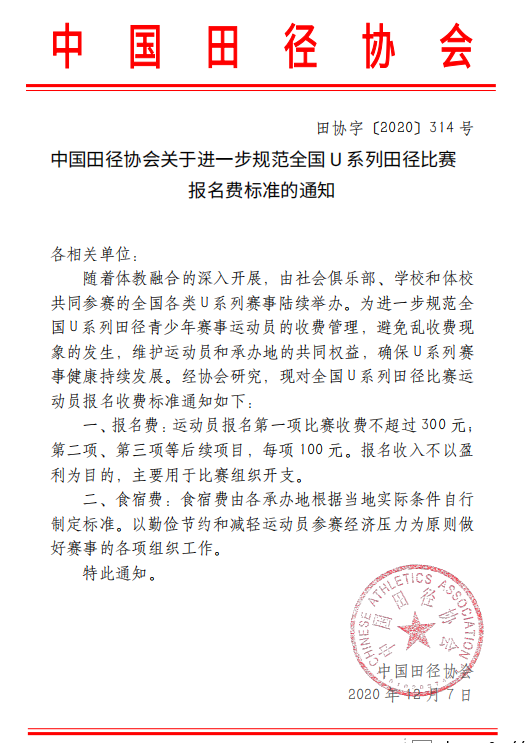 中国田径协会
田协字〔2020〕314号
中国田径协会关于进一步规范全国U系列田径比赛
报名费标准的通知
各相关单位：
随着体教融合的深入开展，由社会俱乐部、学校和体校
共同参赛的全国各类U系列赛事陆续举办。为进一步规范全
国U系列田径青少年赛事运动员的收费管理，避免乱收费现
象的发生，维护运动员和承办地的共同权益，确保U系列赛
事健康持续发展。经协会研究，现对全国U系列田径比赛运
动员报名收费标准通知如下：
一、报名费：运动员报名第一项比赛收费不超过300元；
第二项、第三项等后续项目，每项100元。报名收入不以盈
利为目的，主要用于比赛组织开支。
二、食宿费：食宿费由各承办地根据当地实际条件自行
制定标准。以勤俭节约和减轻运动员参赛经济压力为原则做
好赛事的各项组织工作。
特此通知。
CHINESE ATHLETICS ASSOCIATION
中国田径协会
中国田径协会
2020年12月7日